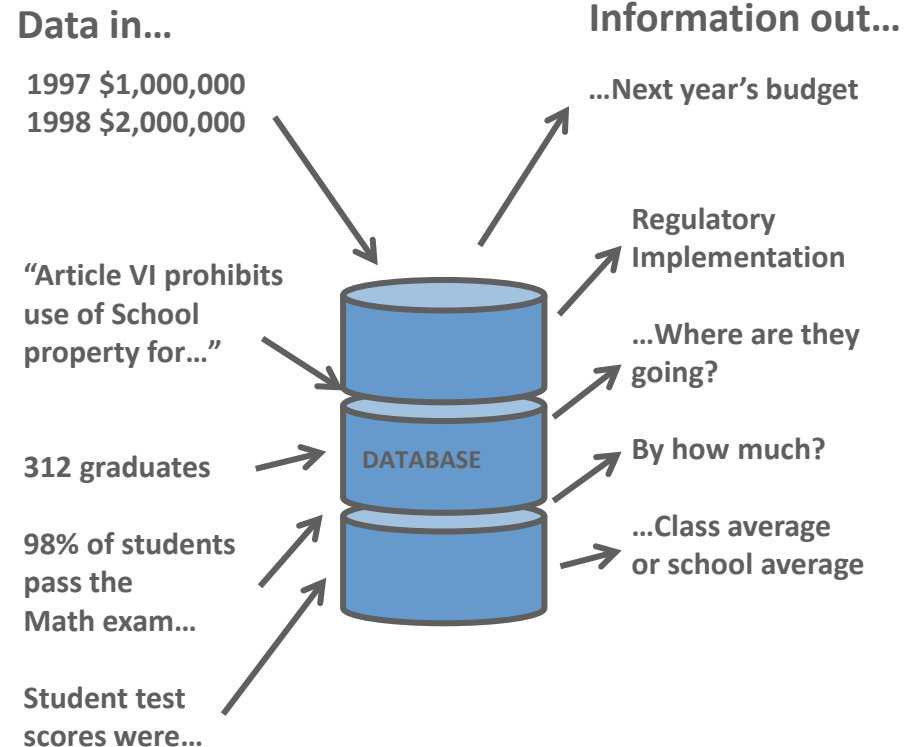 Data in…
1997 $1,000,000
1998 $2,000,000
“Article VI prohibits
use of School
property for…”
312 graduates
98% of students
pass the
Math exam…
Student test
scores were…
DATABASE
Information out…
…Next year’s budget
Regulatory
Implementation
…Where are they
going?
By how much?
…Class average
or school average